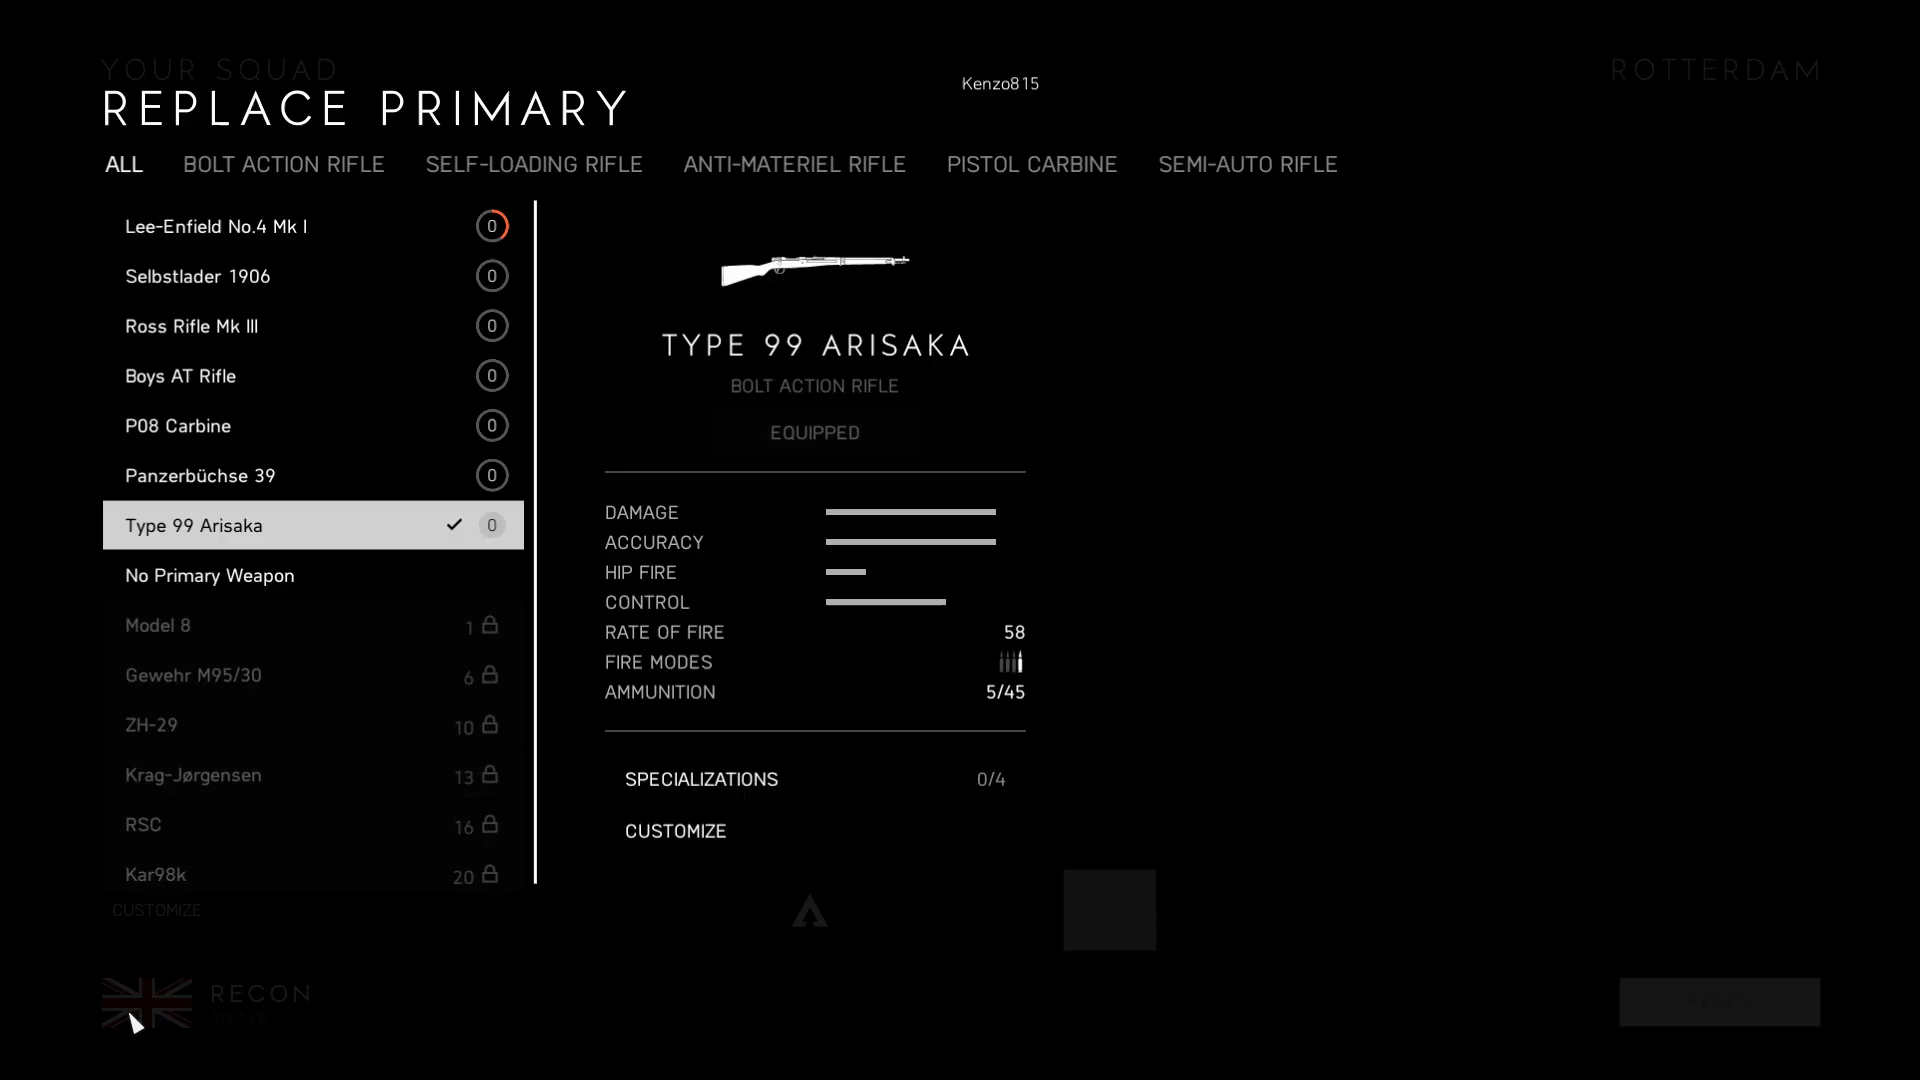 YOUR SQUAD
ROTTERDAM
Kenzo815
REPLACE PRIMARY
ALL BOLT ACTION RIFLE SELF-LOADING RIFLE ANTI-MATERIEL RIFLE PISTOL CARBINE SEMI-AUTO RIFLE
Lee-Enfield No.4 Mk I 0
Selbstlader 1906 0
Ross Rifle Mk III 0
Boys AT Rifle 0
P08 Carbine 0
Panzerbüchse 39 0
Type 99 Arisaka ✓ 0
No Primary Weapon
Model 8 1
Gewehr M95/30 6
ZH-29 10
Krag-Jørgensen 13
RSC 16
Kar98k 20
CUSTOMIZE
TYPE 99 ARISAKA
BOLT ACTION RIFLE
EQUIPPED
DAMAGE
ACCURACY
HIP FIRE
CONTROL
RATE OF FIRE 58
FIRE MODES
AMMUNITION 5/45
SPECIALIZATIONS 0/4
CUSTOMIZE
RECON